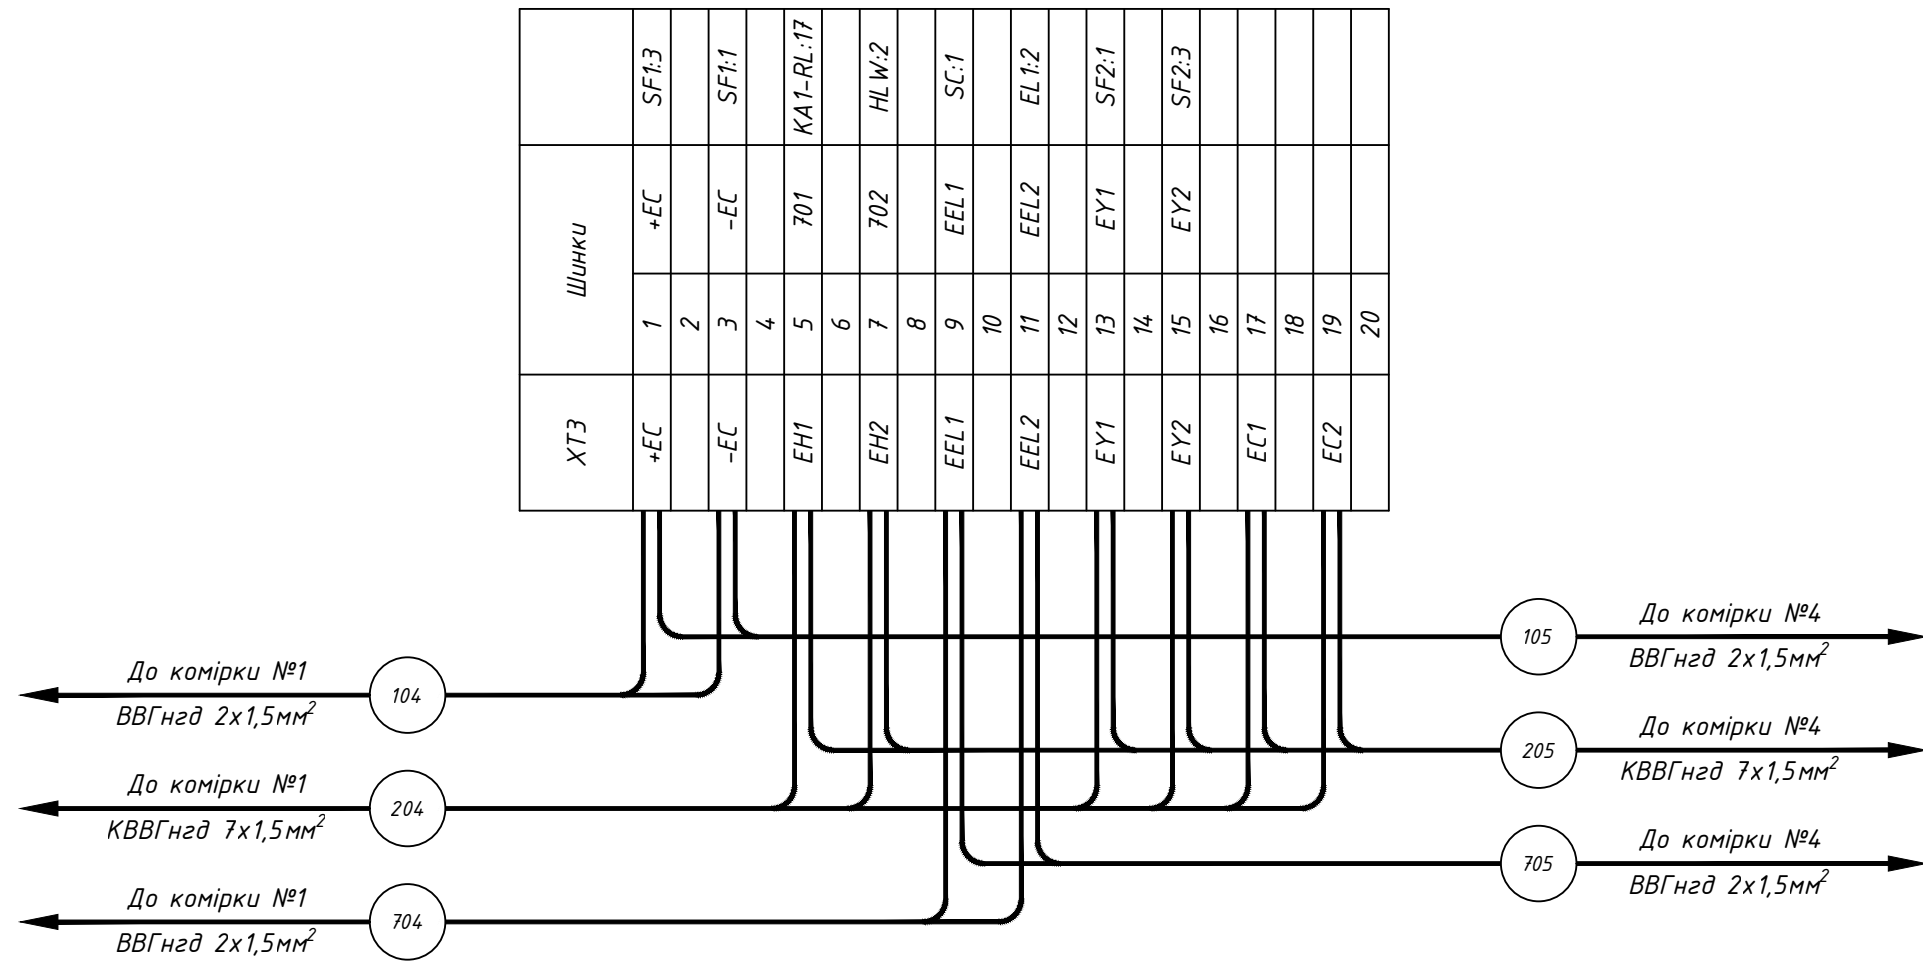 SF1:3
SF1:1
KA1-RL:17
HLW:2
SC:1
EL1:2
SF2:1
SF2:3
Шинки
+EC
-EC
701
702
EEL1
EEL2
EY1
EY2
1
2
3
4
5
6
7
8
9
10
11
12
13
14
15
16
17
18
19
20
ХТ3
+EC
-EC
EH1
EH2
EEL1
EEL2
EY1
EY2
EC1
EC2
До комірки №1
104
ВВГнгд 2х1,5мм²
До комірки №1
204
КВВГнгд 7х1,5мм²
До комірки №1
704
ВВГнгд 2х1,5мм²
До комірки №4
105
ВВГнгд 2х1,5мм²
До комірки №4
205
КВВГнгд 7х1,5мм²
До комірки №4
705
ВВГнгд 2х1,5мм²